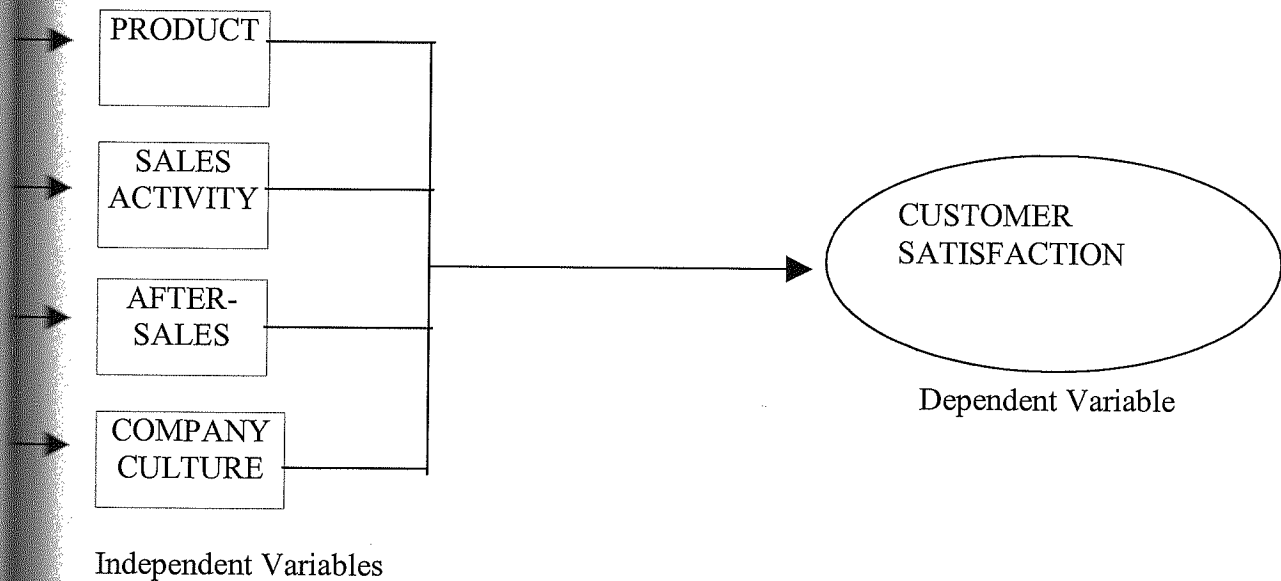 PRODUCT
SALES
ACTIVITY
AFTER-
SALES
COMPANY
CULTURE
Independent Variables
CUSTOMER
SATISFACTION
Dependent Variable